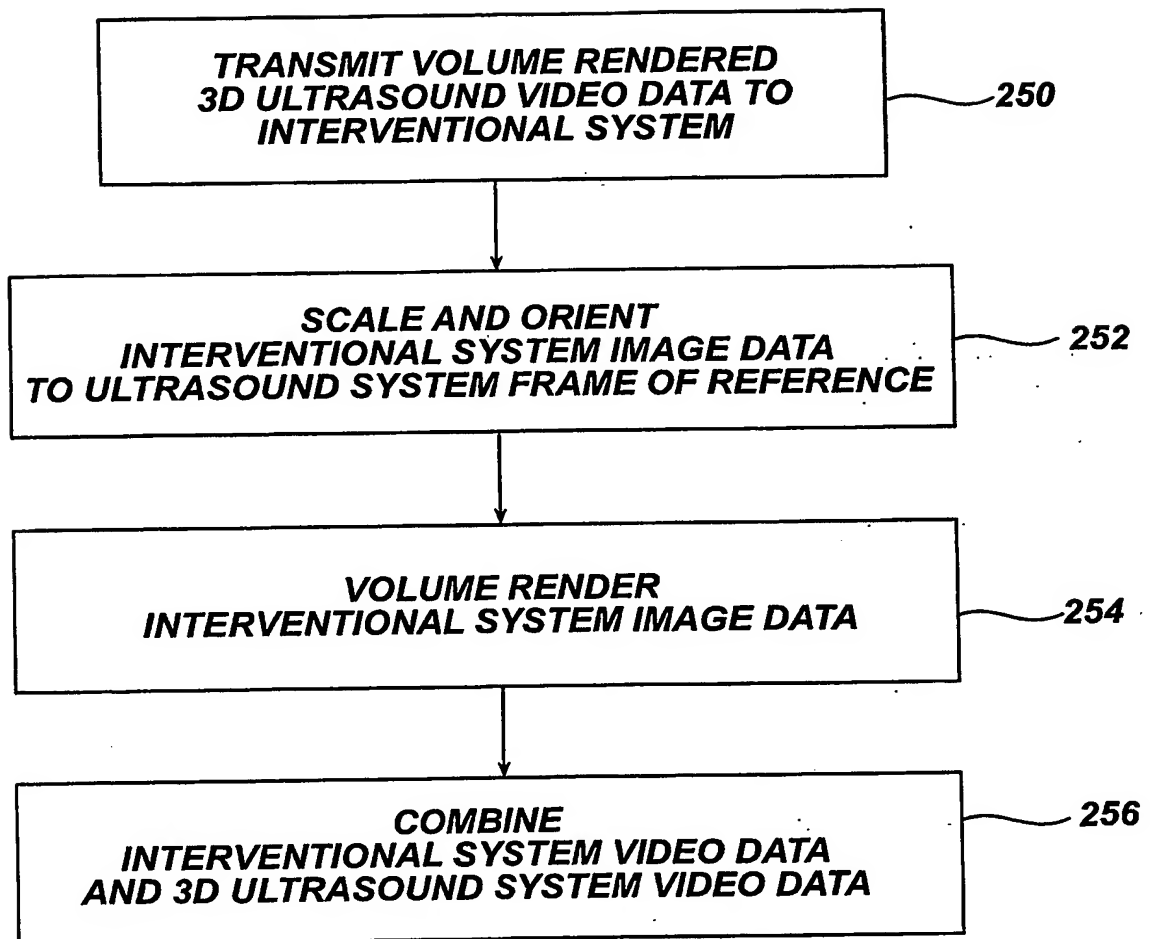 TRANSMIT VOLUME RENDERED
3D ULTRASOUND VIDEO DATA TO
INTERVENTIONAL SYSTEM
250
SCALE AND ORIENT
INTERVENTIONAL SYSTEM IMAGE DATA
TO ULTRASOUND SYSTEM FRAME OF REFERENCE
252
VOLUME RENDER
INTERVENTIONAL SYSTEM IMAGE DATA
254
COMBINE
INTERVENTIONAL SYSTEM VIDEO DATA
AND 3D ULTRASOUND SYSTEM VIDEO DATA
256